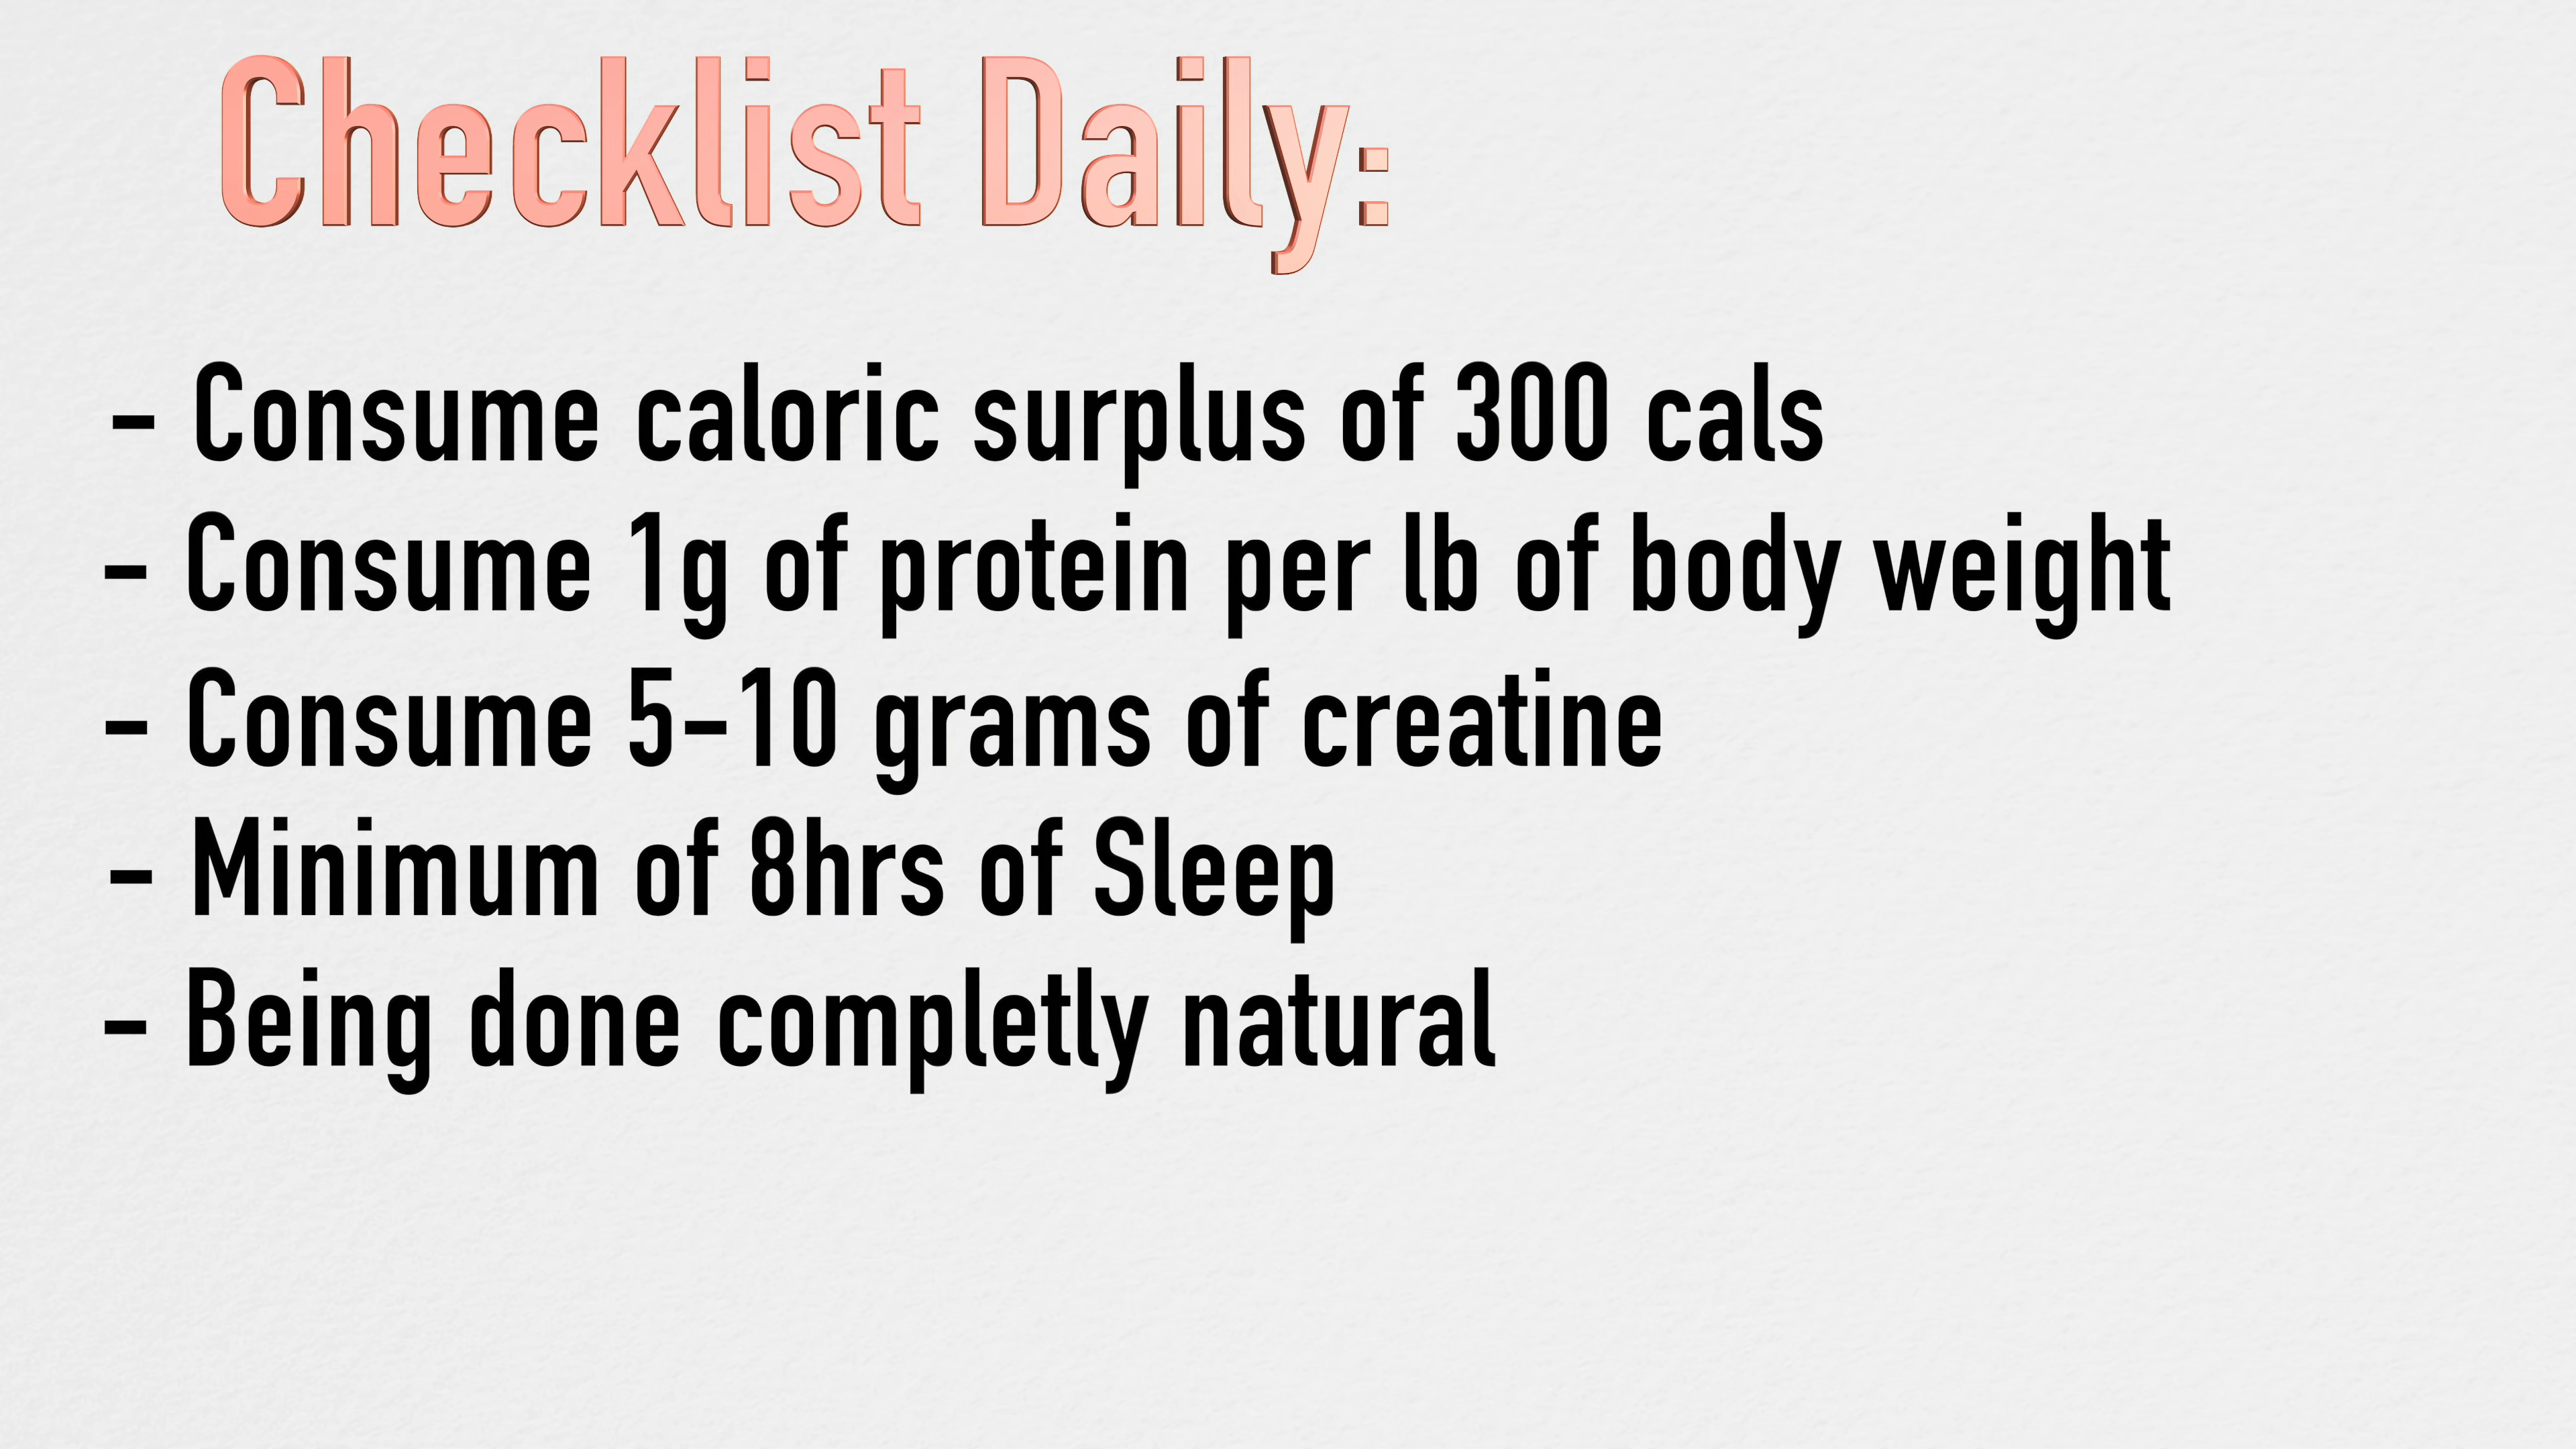 Checklist Daily:
- Consume caloric surplus of 300 cals
- Consume 1g of protein per lb of body weight
- Consume 5-10 grams of creatine
- Minimum of 8hrs of Sleep
- Being done completly natural